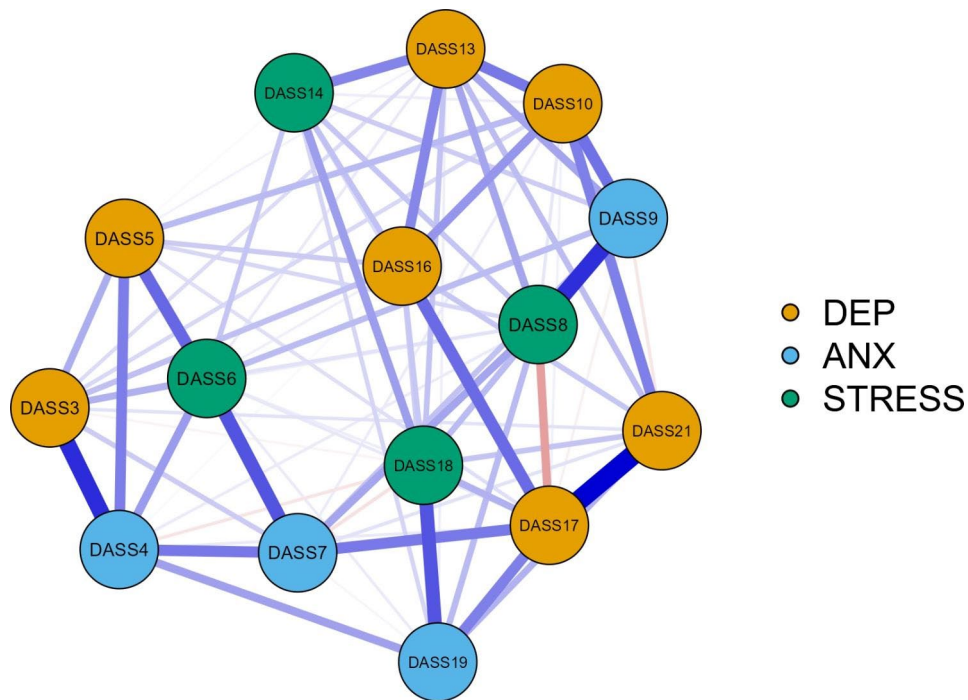 DASS13
DASS14
DASS10
DASS9
DASS5
DASS16
DASS8
DASS6
DASS3
DASS21
DASS18
DASS17
DASS4
DASS7
DASS19
DEP
ANX
STRESS